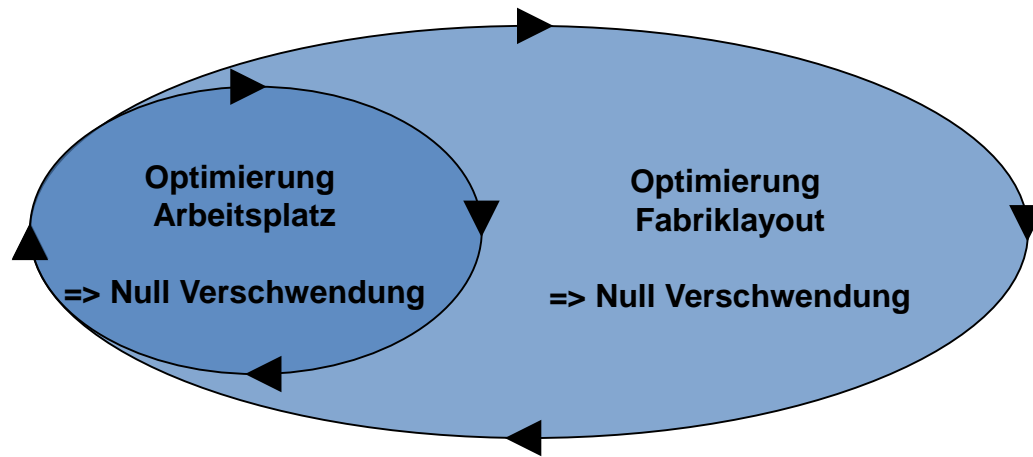 Optimierung
Arbeitsplatz
=> Null Verschwendung
Optimierung
Fabriklayout
=> Null Verschwendung